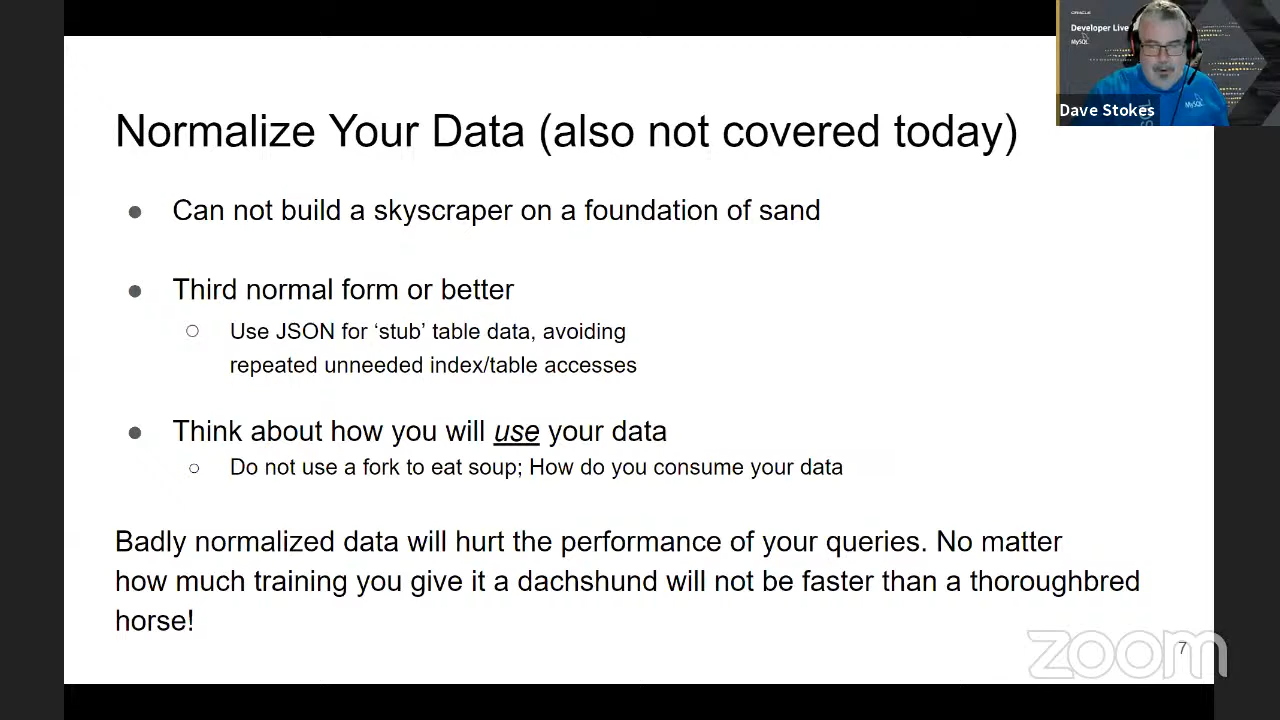 ORACLE
Developer Live
MySQL
Dave Stokes
MySQL
Normalize Your Data (also not covered today)
● Can not build a skyscraper on a foundation of sand
● Third normal form or better
○ Use JSON for ‘stub’ table data, avoiding
repeated unneeded index/table accesses
● Think about how you will use your data
○ Do not use a fork to eat soup; How do you consume your data
Badly normalized data will hurt the performance of your queries. No matter
how much training you give it a dachshund will not be faster than a thoroughbred
horse!
zoom
7